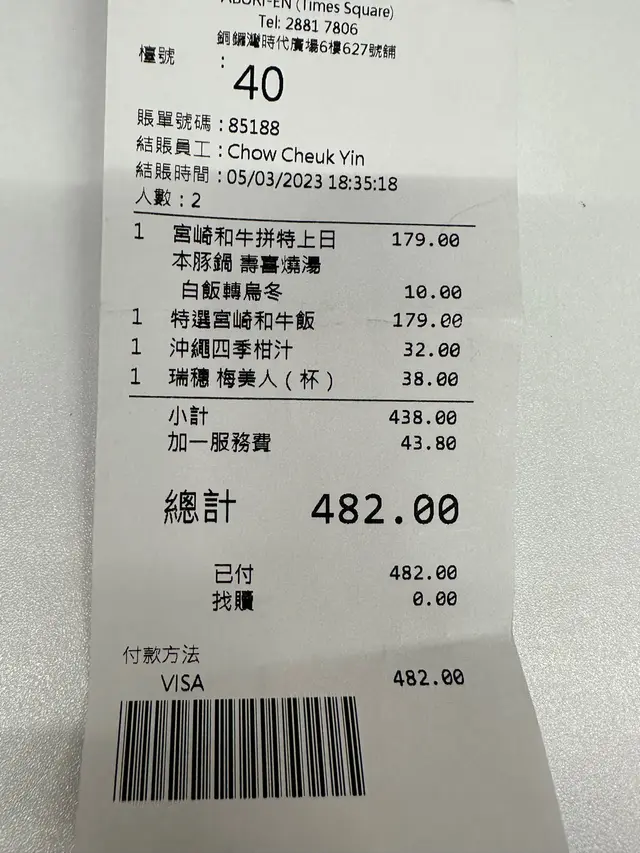 ABURI-EN (Times Square)
Tel: 2881 7806
銅鑼灣時代廣場6樓627號舖
檯號 : 40
賬單號碼 : 85188
結賬員工 : Chow Cheuk Yin
結賬時間 : 05/03/2023 18:35:18
人數 : 2
1 宮崎和牛拼特上日 179.00
本豚鍋 壽喜燒湯
白飯轉烏冬 10.00
1 特選宮崎和牛飯 179.00
1 沖繩四季柑汁 32.00
1 瑞穗 梅美人 ( 杯 ) 38.00
小計 438.00
加一服務費 43.80
總計 482.00
已付 482.00
找贖 0.00
付款方法
VISA 482.00